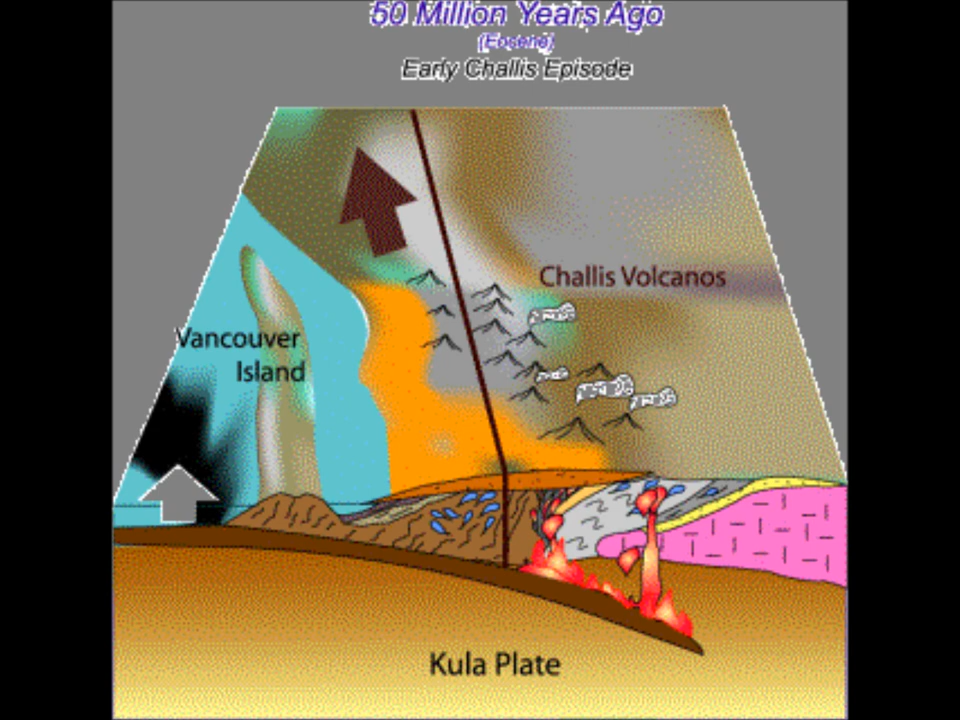 50 Million Years Ago
(Eocene)
Early Challis Episode
Challis Volcanos
Vancouver
Island
Kula Plate